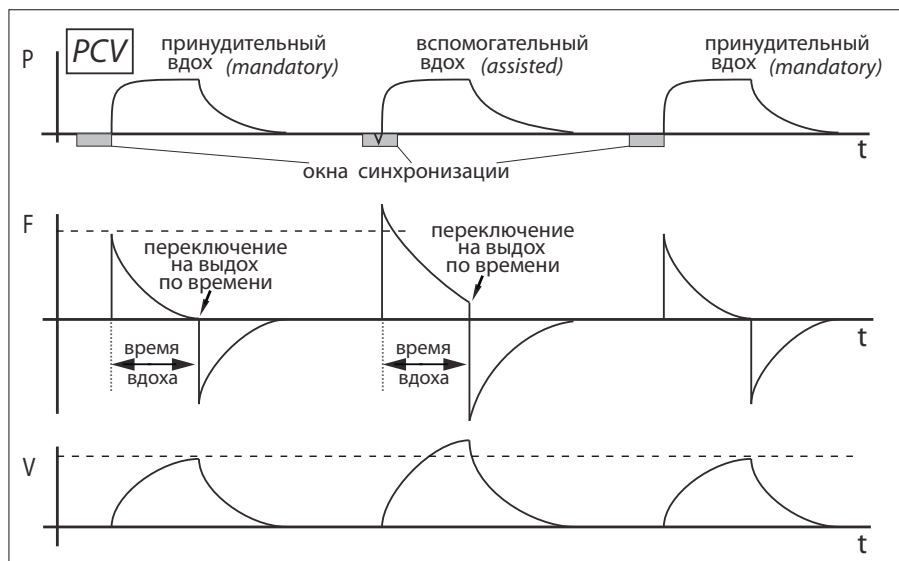 PCV
P
принудительный
вдох (mandatory)
вспомогательный
вдох (assisted)
принудительный
вдох (mandatory)
t
окна синхронизации
F
переключение
на выдох
по времени
переключение
на выдох
по времени
t
время
вдоха
время
вдоха
V
t